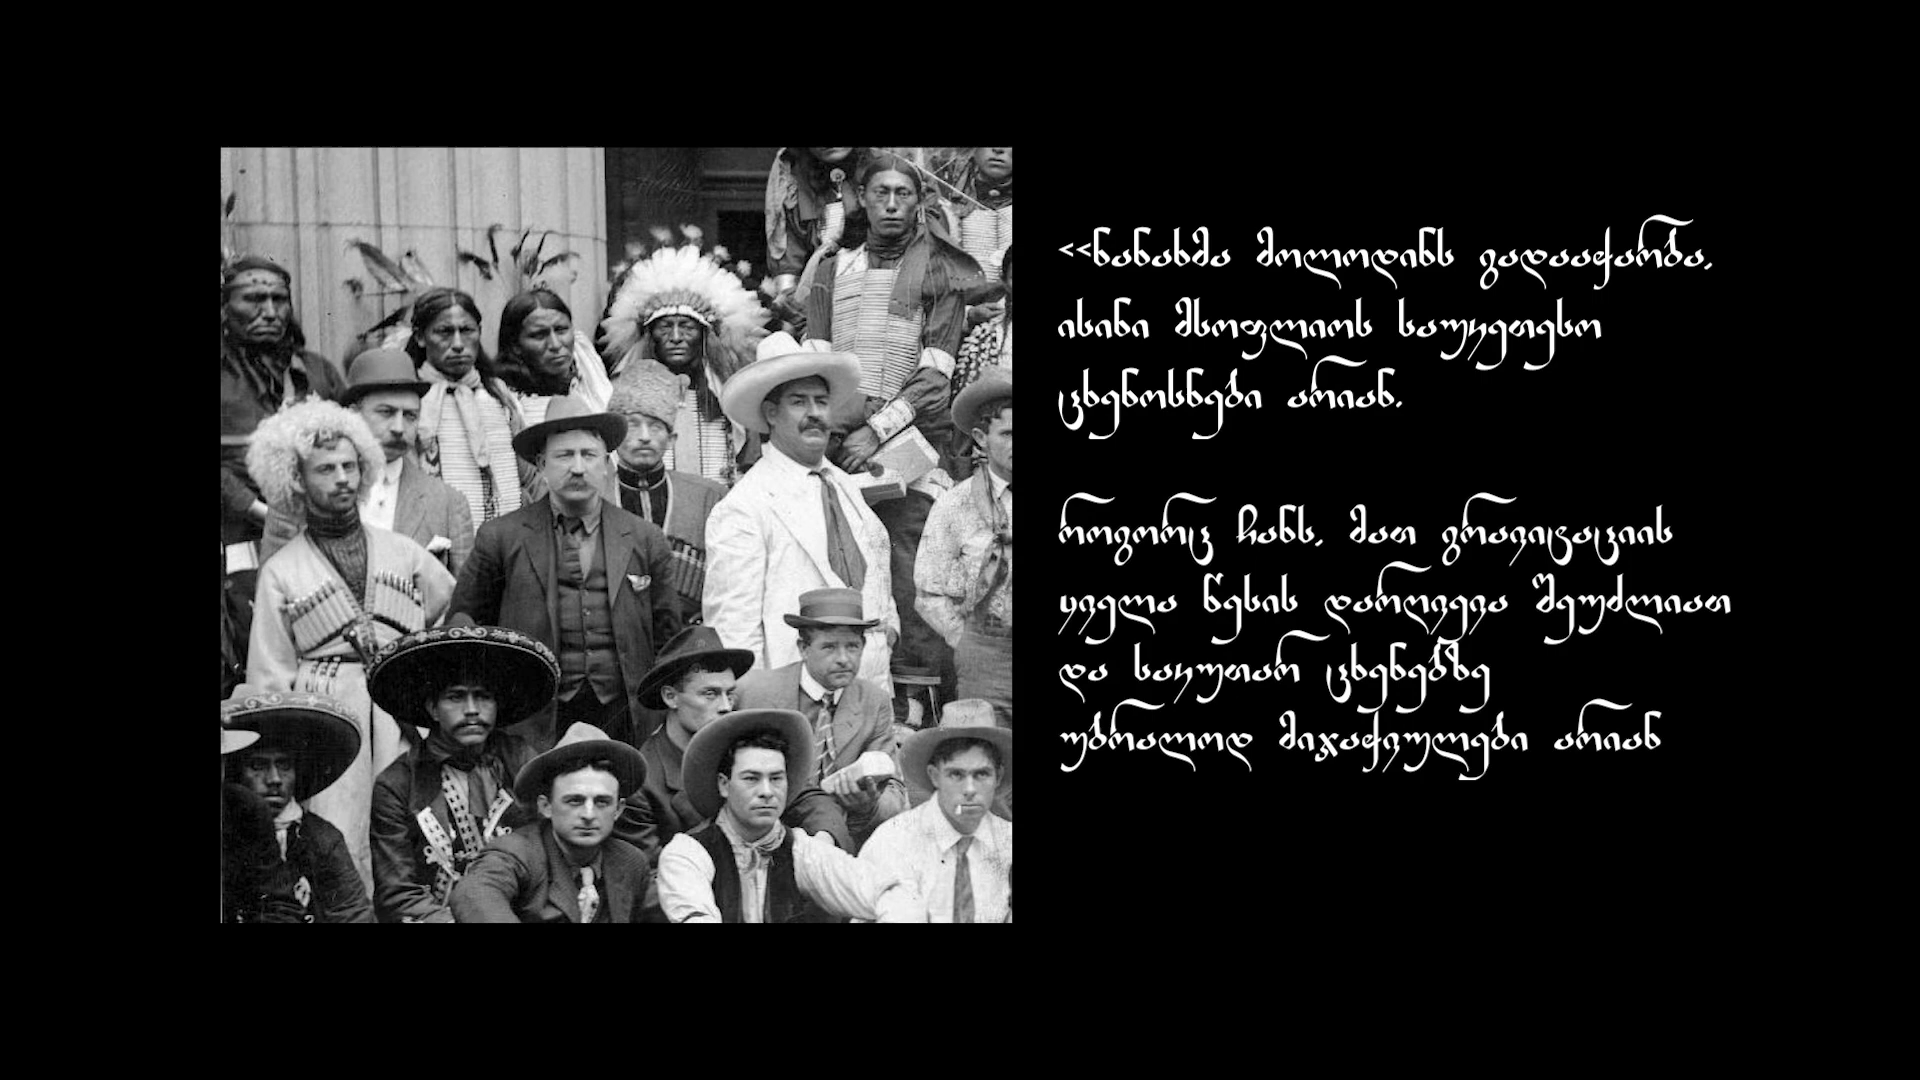 <<ნანახმა მოლოდინს გადააჭარბა,
ისინი მსოფლიოს საუკეთესო
ცხენოსნები არიან.
როგორც ჩანს, მათ გრავიტაციის
ყველა წესის დარღვევა შეუძლიათ
და საკუთარ ცხენებზე
უბრალოდ მიჯაჭვულები არიან